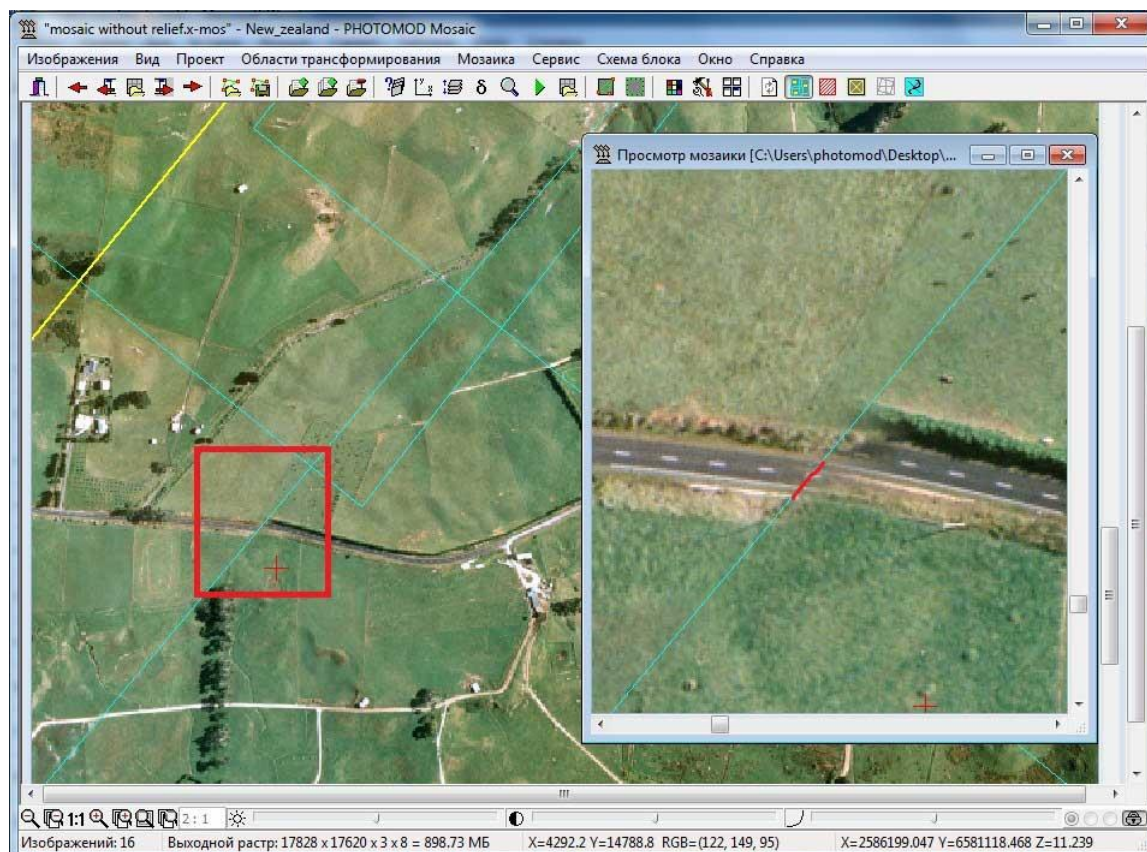 "mosaic without relief.x-mos" - New_zealand - PHOTOMOD Mosaic
Изображения Вид Проект Области трансформирования Мозаика Сервис Схема блока Окно Справка
Просмотр мозаики [C:\Users\photomod\Desktop\...
1:1 2 : 1
Изображений: 16 Выходной растр: 17828 x 17620 x 3 x 8 = 898.73 МБ X=4292.2 Y=14788.8 RGB=(122, 149, 95) X=2586199.047 Y=6581118.468 Z=11.239